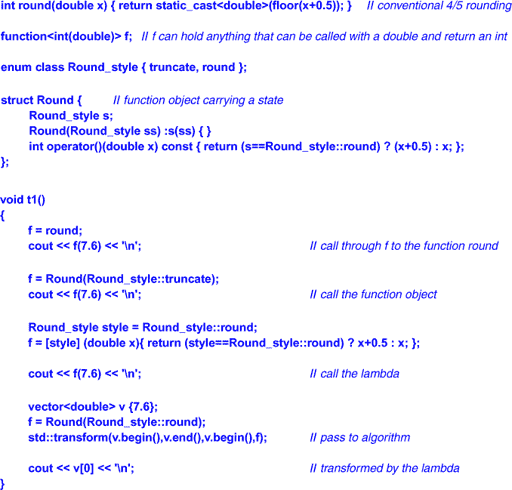 int round(double x) { return static_cast<double>(floor(x+0.5)); } // conventional 4/5 rounding
function<int(double)> f; // f can hold anything that can be called with a double and return an int
enum class Round_style { truncate, round };
struct Round { // function object carrying a state
Round_style s;
Round(Round_style ss) :s(ss) { }
int operator()(double x) const { return (s==Round_style::round) ? (x+0.5) : x; };
};
void t1()
{
f = round;
cout << f(7.6) << '\n'; // call through f to the function round
f = Round(Round_style::truncate);
cout << f(7.6) << '\n'; // call the function object
Round_style style = Round_style::round;
f = [style] (double x){ return (style==Round_style::round) ? x+0.5 : x; };
cout << f(7.6) << '\n'; // call the lambda
vector<double> v {7.6};
f = Round(Round_style::round);
std::transform(v.begin(),v.end(),v.begin(),f); // pass to algorithm
cout << v[0] << '\n'; // transformed by the lambda
}